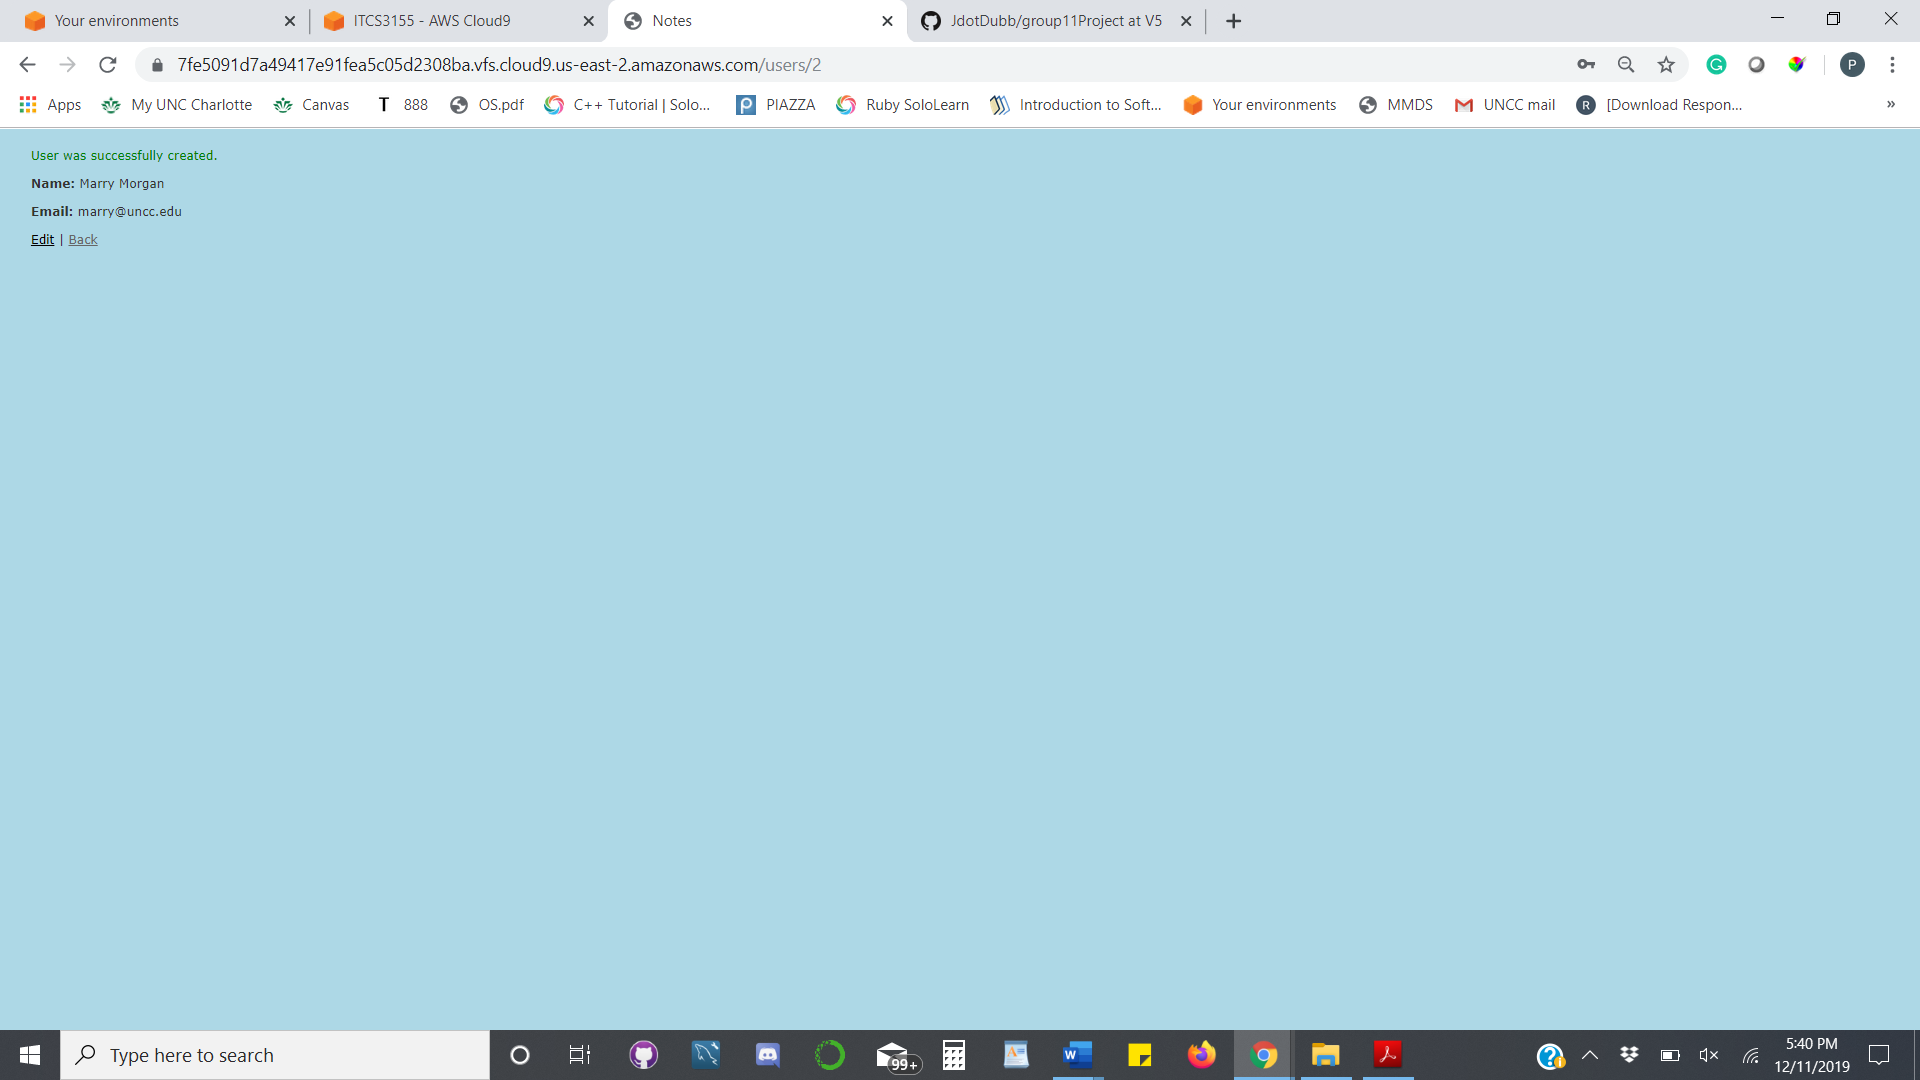 Your environments
ITCS3155 - AWS Cloud9
Notes
JdotDubb/group11Project at V5
7fe5091d7a49417e91fea5c05d2308ba.vfs.cloud9.us-east-2.amazonaws.com/users/2
P
Apps
My UNC Charlotte
Canvas
T 888
OS.pdf
C++ Tutorial | Solo...
PIAZZA
Ruby SoloLearn
Introduction to Soft...
Your environments
MMDS
UNCC mail
R [Download Respon...
»
User was successfully created.
Name: Marry Morgan
Email: marry@uncc.edu
Edit | Back
Type here to search
99+
5:40 PM
12/11/2019